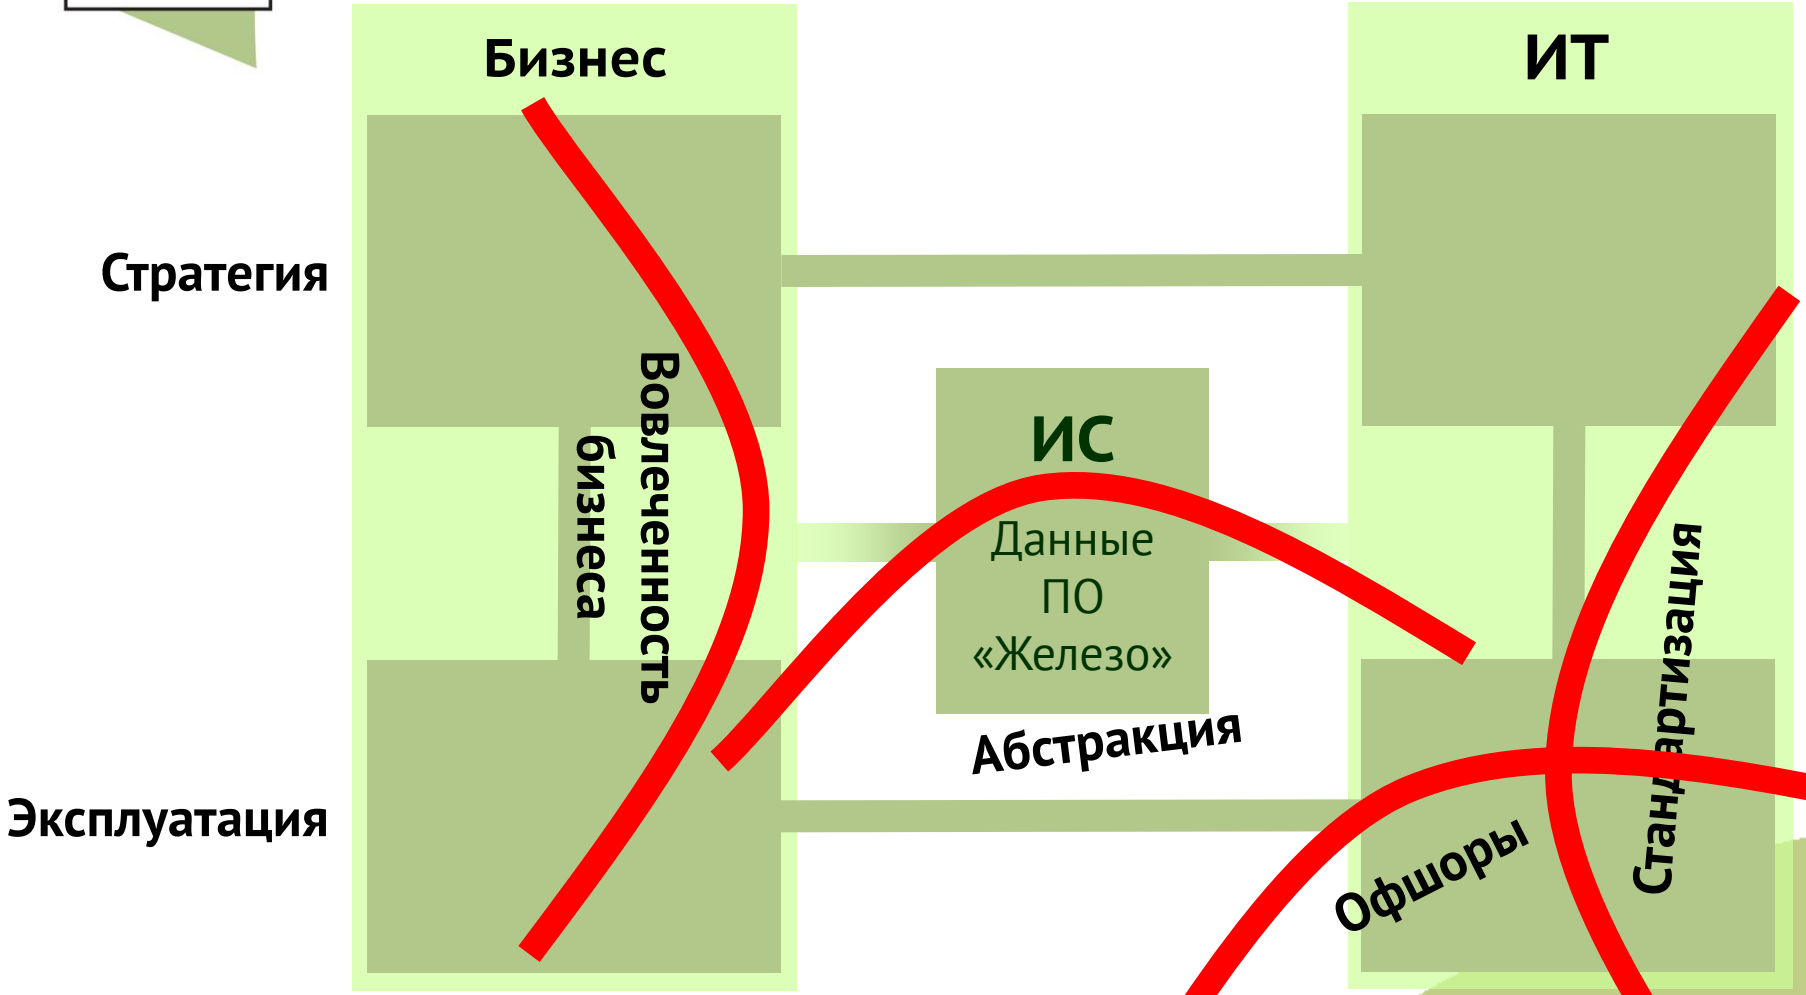 Бизнес
ИТ
Стратегия
Вовлеченность
бизнеса
ИС
Данные
ПО
«Железо»
Абстракция
Стандартизация
Эксплуатация
Офшоры